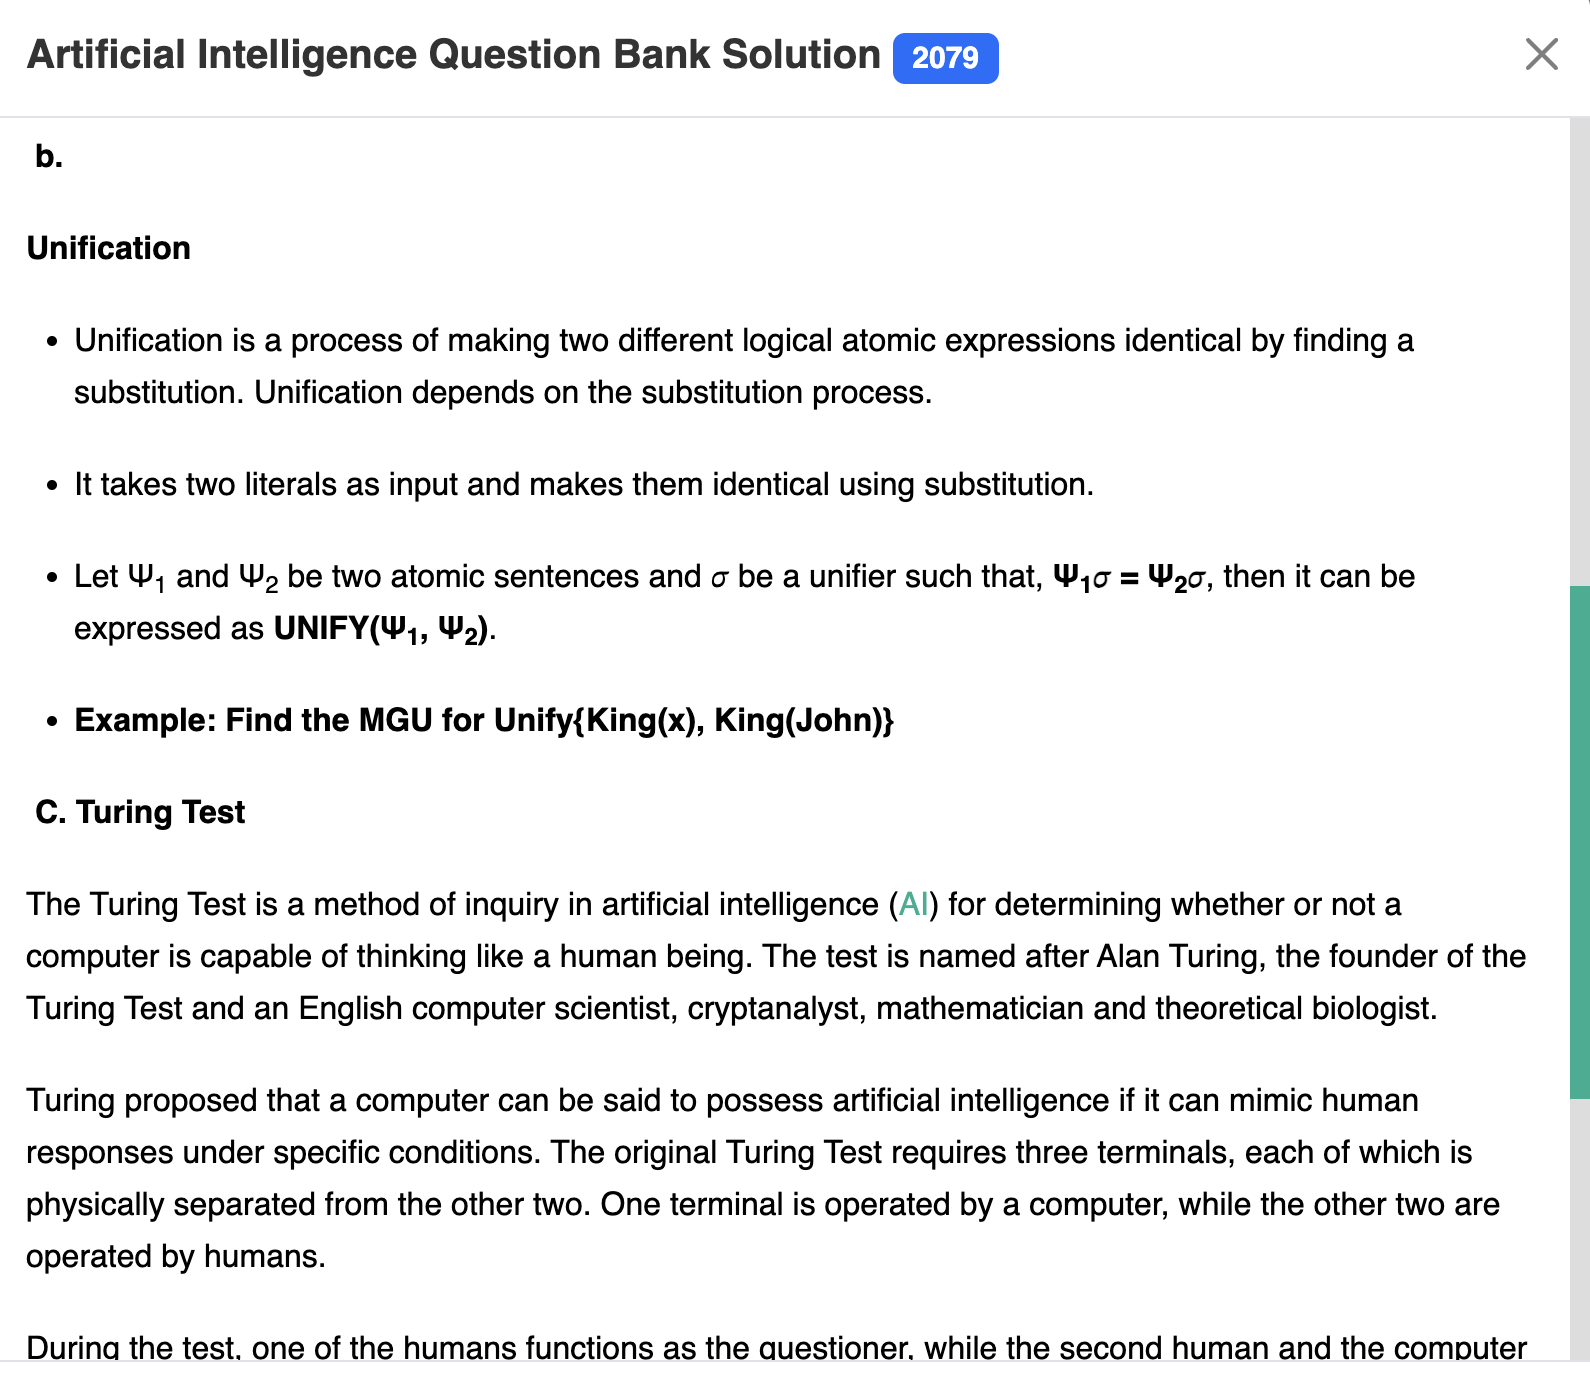 Artificial Intelligence Question Bank Solution 2079
b.
Unification
• Unification is a process of making two different logical atomic expressions identical by finding a
substitution. Unification depends on the substitution process.
• It takes two literals as input and makes them identical using substitution.
• Let Ψ₁ and Ψ₂ be two atomic sentences and 𝜎 be a unifier such that, Ψ₁𝜎 = Ψ₂𝜎, then it can be
expressed as UNIFY(Ψ₁, Ψ₂).
• Example: Find the MGU for Unify{King(x), King(John)}
C. Turing Test
The Turing Test is a method of inquiry in artificial intelligence (AI) for determining whether or not a
computer is capable of thinking like a human being. The test is named after Alan Turing, the founder of the
Turing Test and an English computer scientist, cryptanalyst, mathematician and theoretical biologist.
Turing proposed that a computer can be said to possess artificial intelligence if it can mimic human
responses under specific conditions. The original Turing Test requires three terminals, each of which is
physically separated from the other two. One terminal is operated by a computer, while the other two are
operated by humans.
During the test, one of the humans functions as the questioner, while the second human and the computer